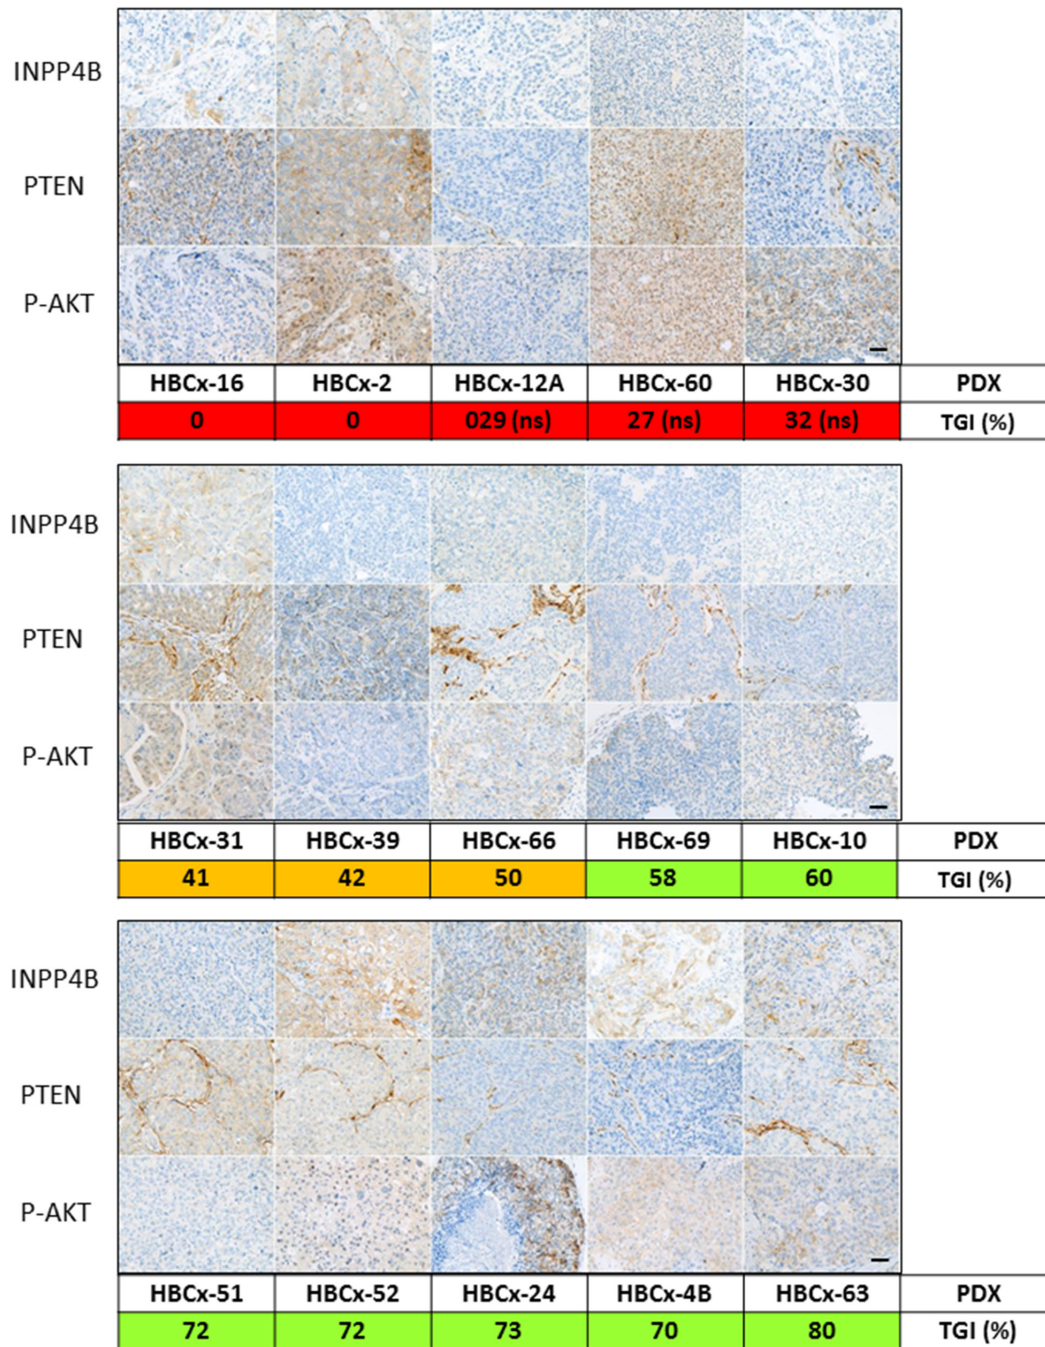 INPP4B
PTEN
P-AKT
HBCx-16 HBCx-2 HBCx-12A HBCx-60 HBCx-30 PDX
0 0 029 (ns) 27 (ns) 32 (ns) TGI (%)
INPP4B
PTEN
P-AKT
HBCx-31 HBCx-39 HBCx-66 HBCx-69 HBCx-10 PDX
41 42 50 58 60 TGI (%)
INPP4B
PTEN
P-AKT
HBCx-51 HBCx-52 HBCx-24 HBCx-4B HBCx-63 PDX
72 72 73 70 80 TGI (%)